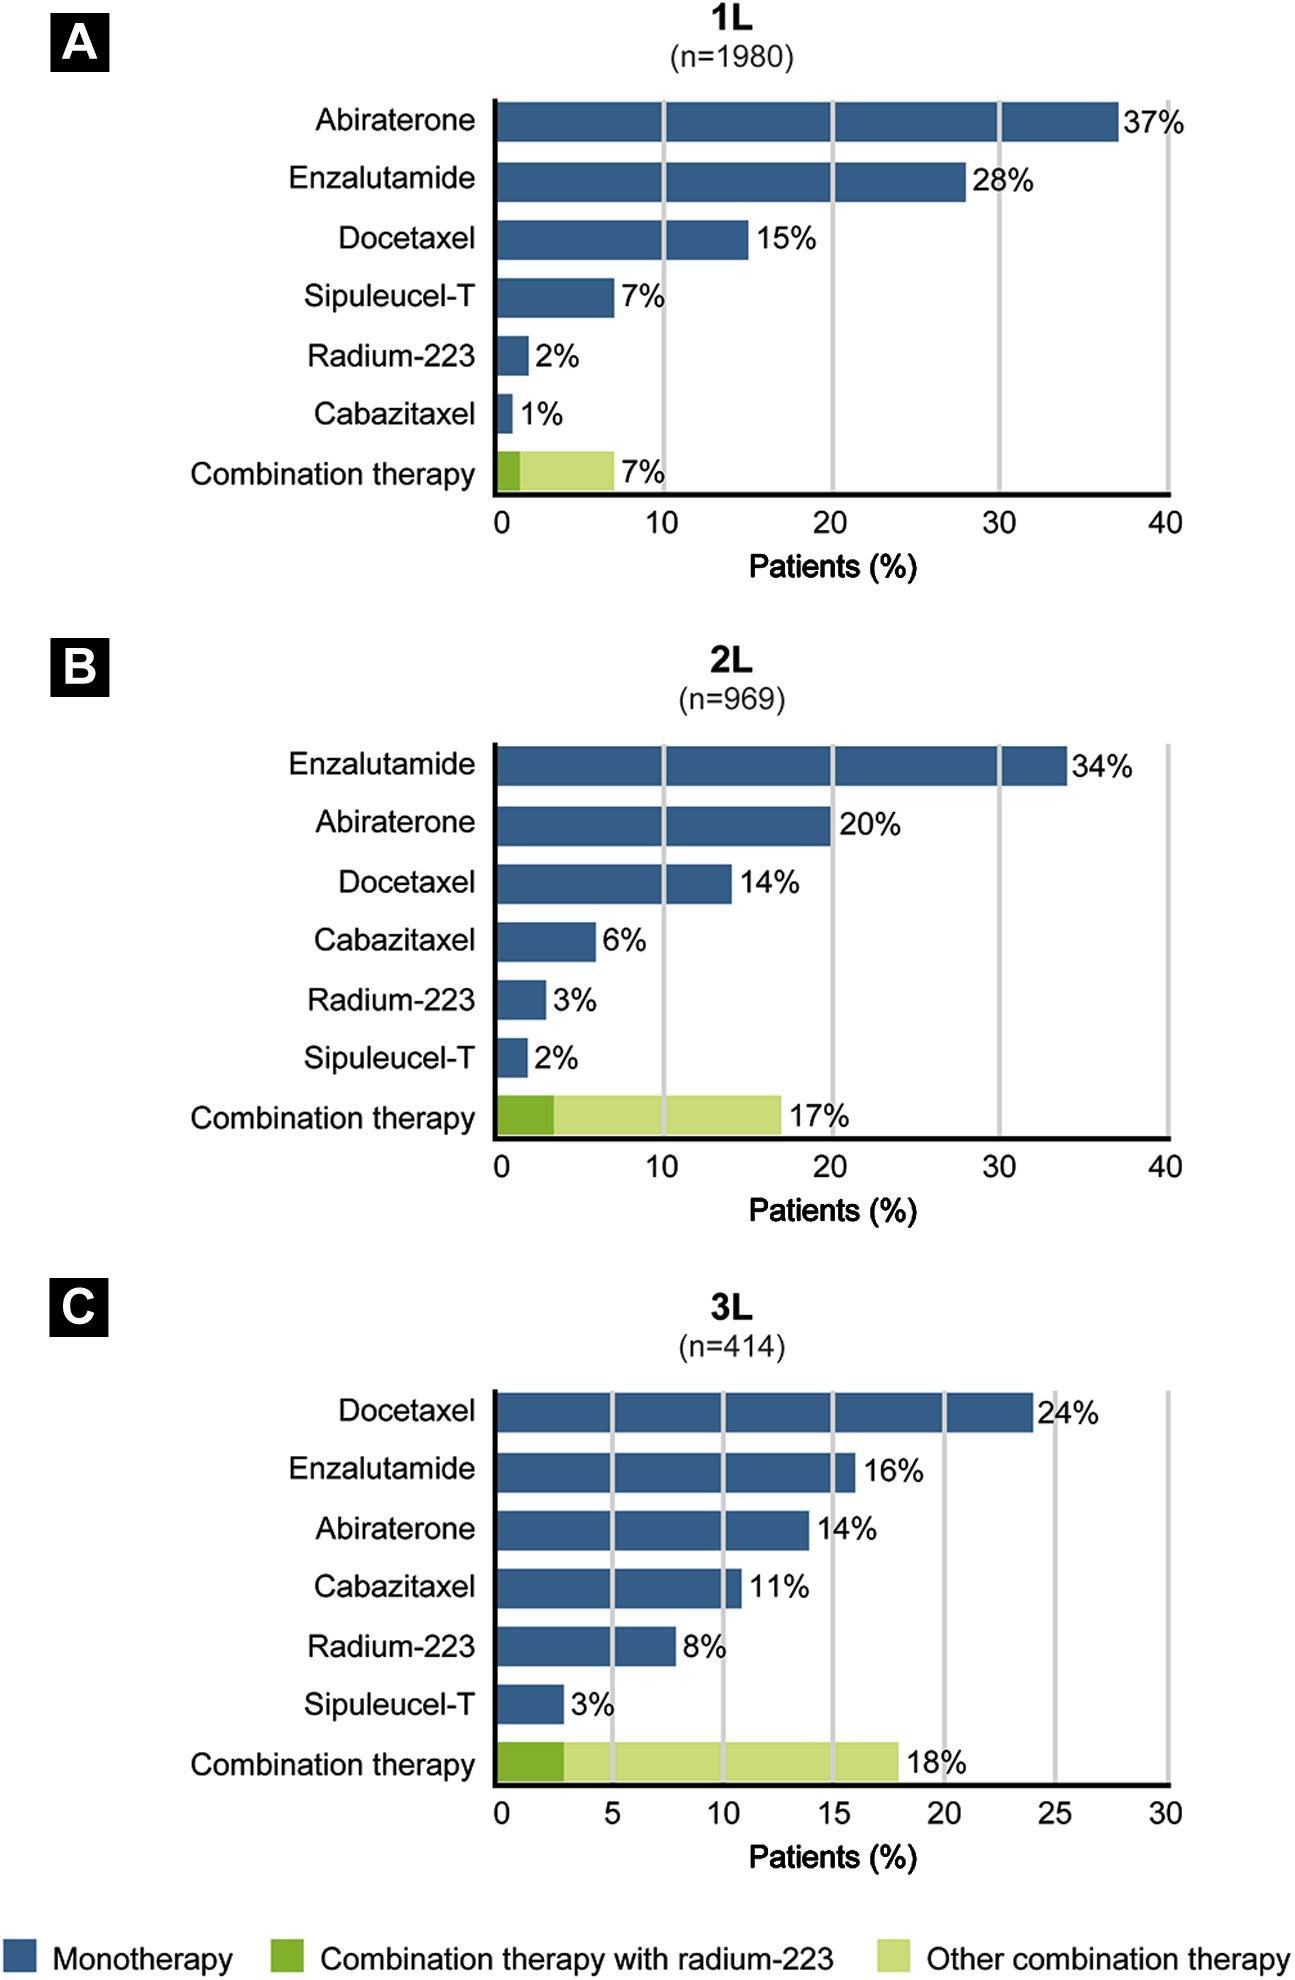 A
1L
(n=1980)
Abiraterone 37%
Enzalutamide 28%
Docetaxel 15%
Sipuleucel-T 7%
Radium-223 2%
Cabazitaxel 1%
Combination therapy 7%
0 10 20 30 40
Patients (%)
B
2L
(n=969)
Enzalutamide 34%
Abiraterone 20%
Docetaxel 14%
Cabazitaxel 6%
Radium-223 3%
Sipuleucel-T 2%
Combination therapy 17%
0 10 20 30 40
Patients (%)
C
3L
(n=414)
Docetaxel 24%
Enzalutamide 16%
Abiraterone 14%
Cabazitaxel 11%
Radium-223 8%
Sipuleucel-T 3%
Combination therapy 18%
0 5 10 15 20 25 30
Patients (%)
Monotherapy Combination therapy with radium-223 Other combination therapy